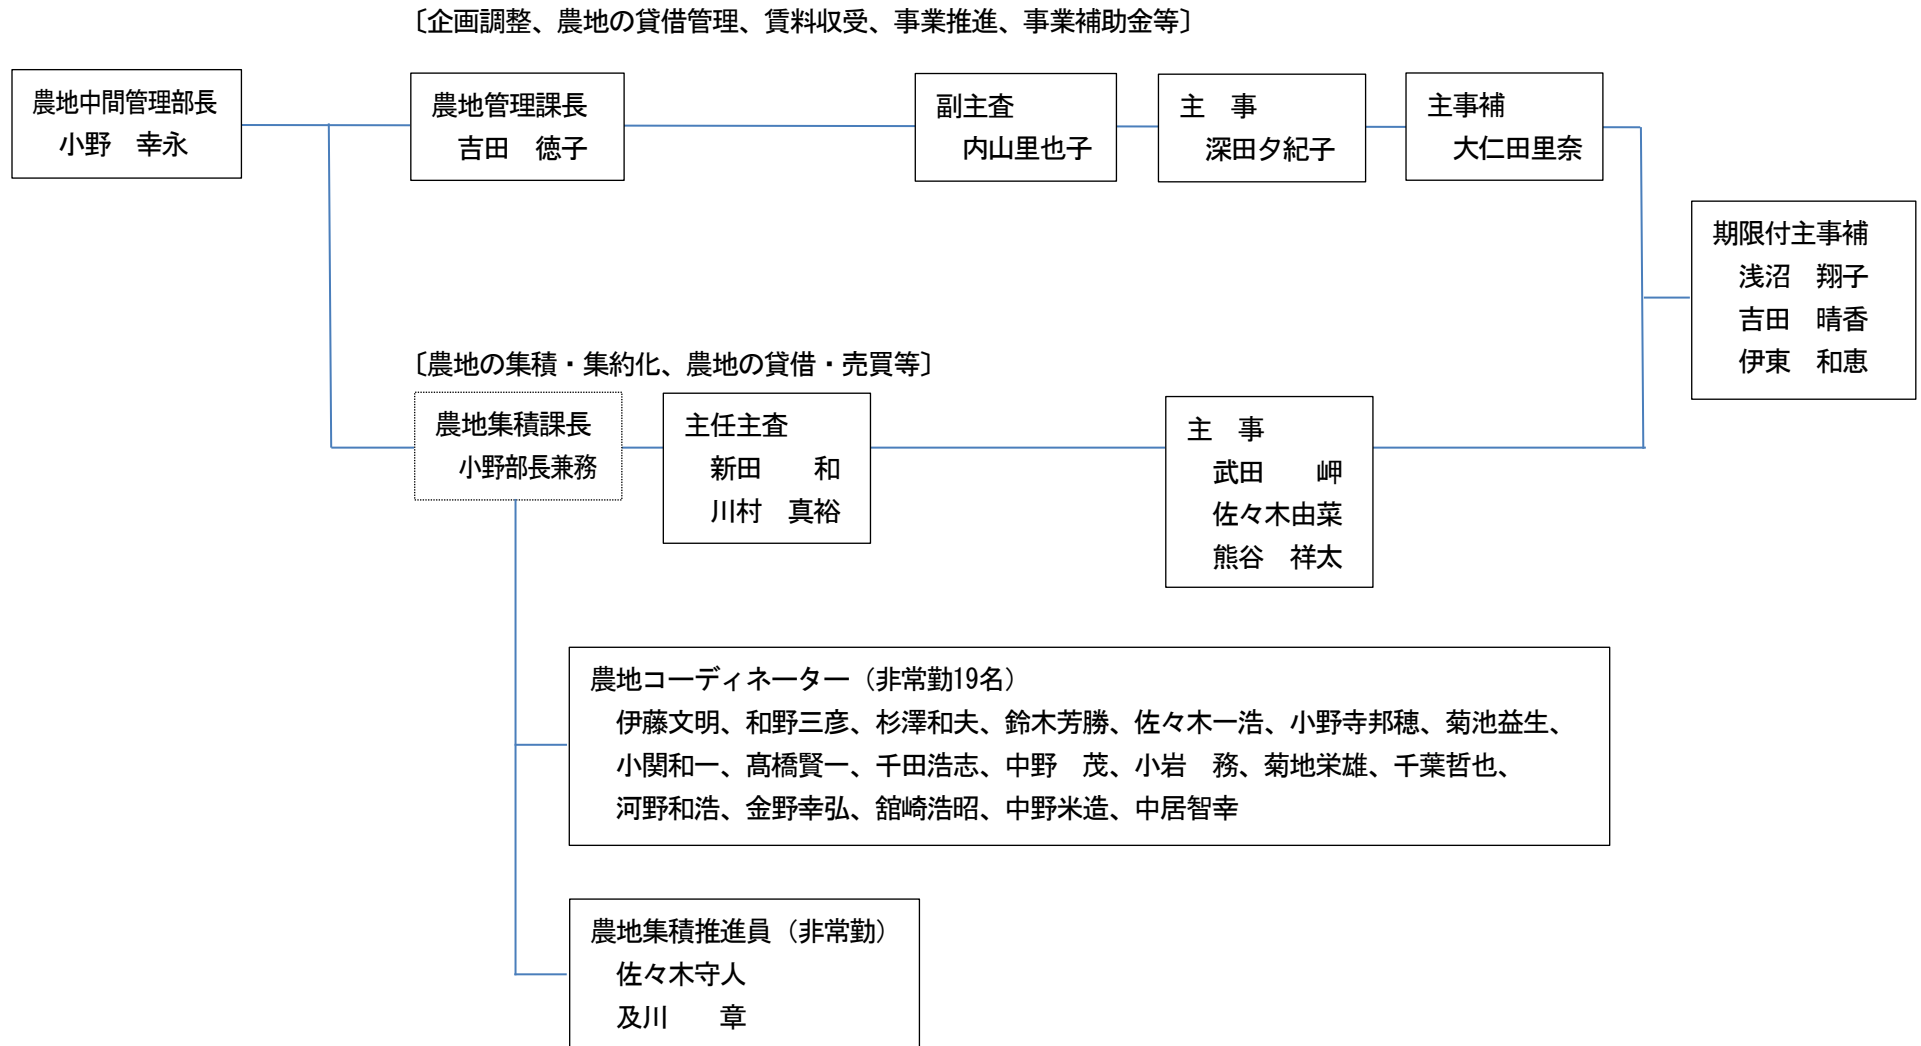 〔企画調整、農地の貸借管理、賃料収受、事業推進、事業補助金等〕
農地中間管理部長
小野　幸永
農地管理課長
吉田　徳子
副主査
内山里也子
主　事
深田夕紀子
主事補
大仁田里奈
期限付主事補
浅沼　翔子
吉田　晴香
伊東　和恵
〔農地の集積・集約化、農地の貸借・売買等〕
農地集積課長
小野部長兼務
主任主査
新田　　和
川村　真裕
主　事
武田　　岬
佐々木由菜
熊谷　祥太
農地コーディネーター（非常勤19名）
伊藤文明、和野三彦、杉澤和夫、鈴木芳勝、佐々木一浩、小野寺邦穂、菊池益生、
小関和一、髙橋賢一、千田浩志、中野　茂、小岩　務、菊地栄雄、千葉哲也、
河野和浩、金野幸弘、舘崎浩昭、中野米造、中居智幸
農地集積推進員（非常勤）
佐々木守人
及川　　章